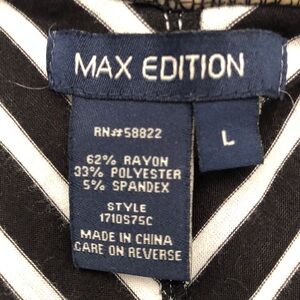 MAX EDITION
RN#58822
L
62% RAYON
33% POLYESTER
5% SPANDEX
STYLE
1710S75C
MADE IN CHINA
CARE ON REVERSE